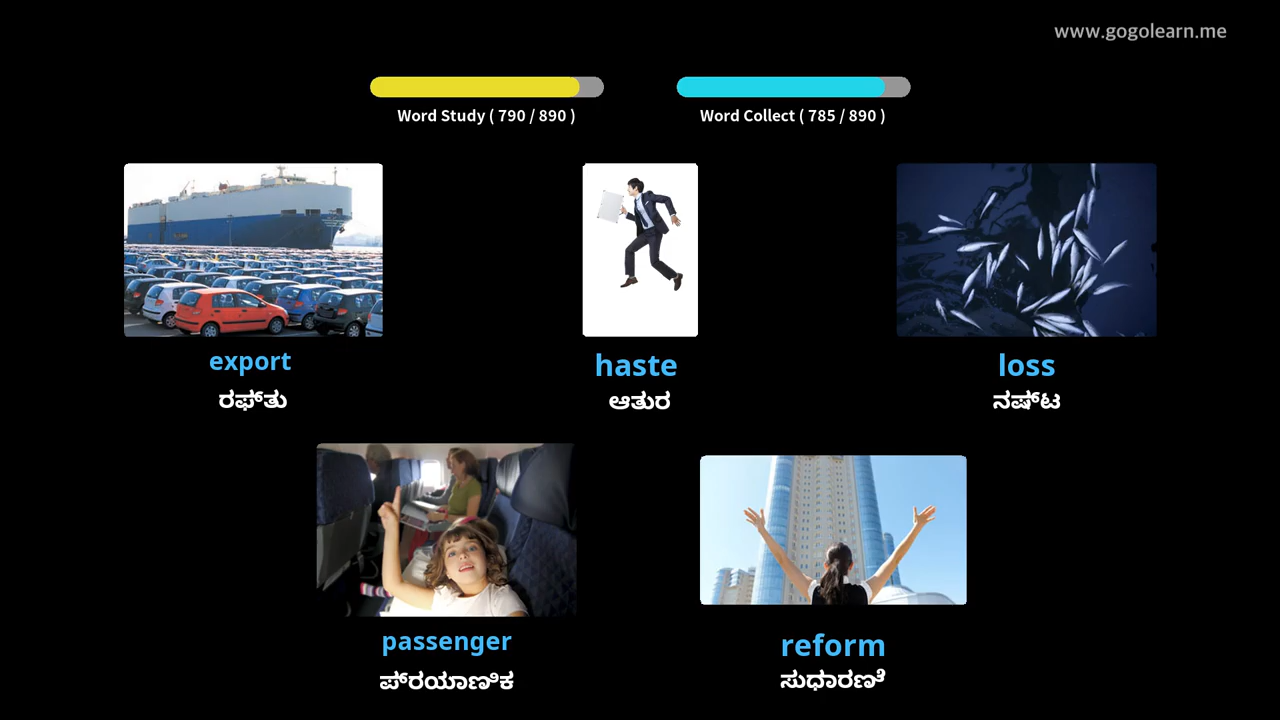 www.gogolearn.me
Word Study ( 790 / 890 )
Word Collect ( 785 / 890 )
export
ರಫ್ತು
haste
ಆತುರ
loss
ನಷ್ಟ
passenger
ಪ್ರಯಾಣಿಕ
reform
ಸುಧಾರಣೆ